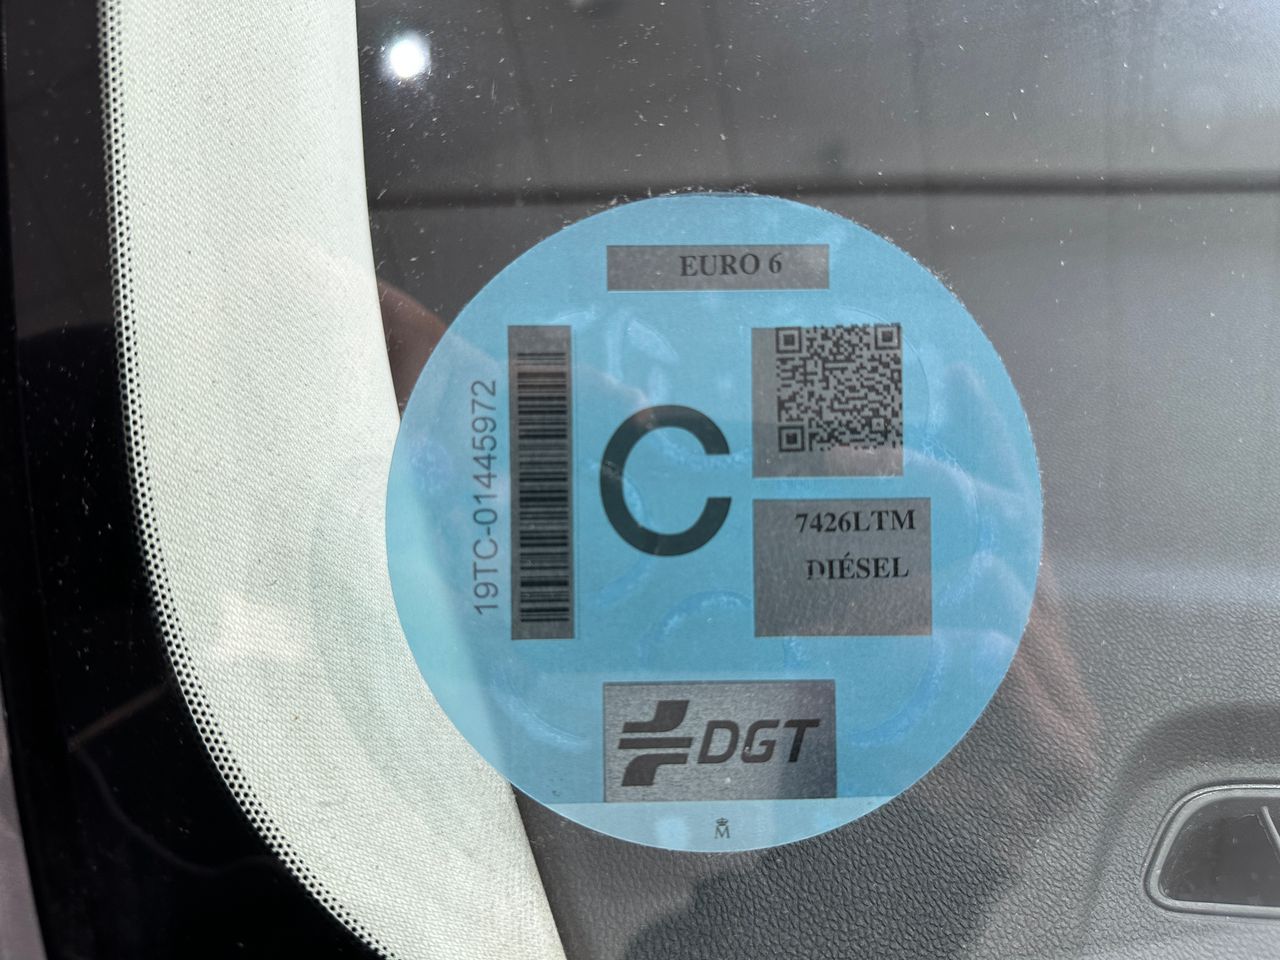 EURO 6
19TC-01445972
C
7426LTM
DIÉSEL
DGT
M